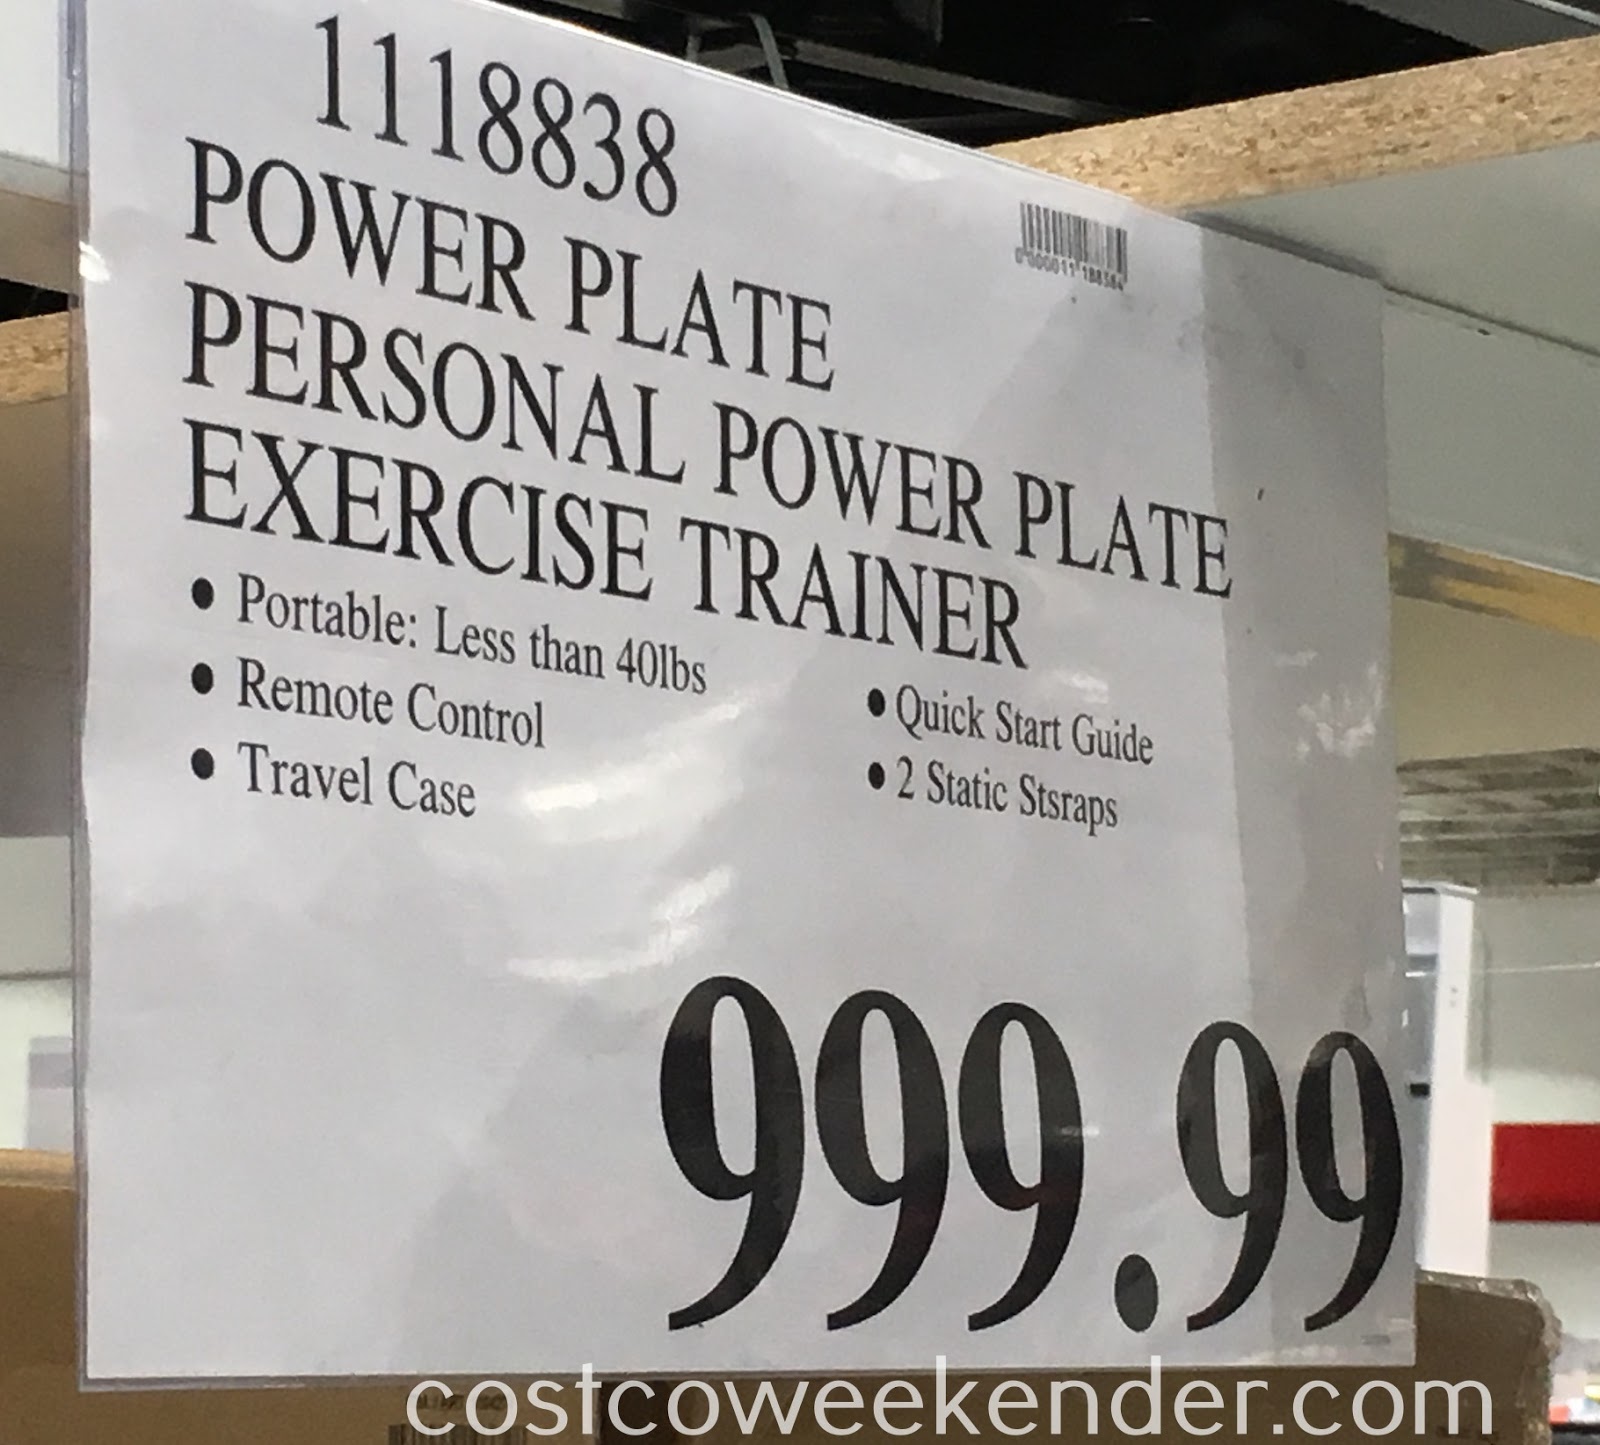 1118838
POWER PLATE
PERSONAL POWER PLATE
EXERCISE TRAINER
• Portable: Less than 40lbs
• Remote Control
• Travel Case
• Quick Start Guide
• 2 Static Stsraps
999.99
costcoweekender.com